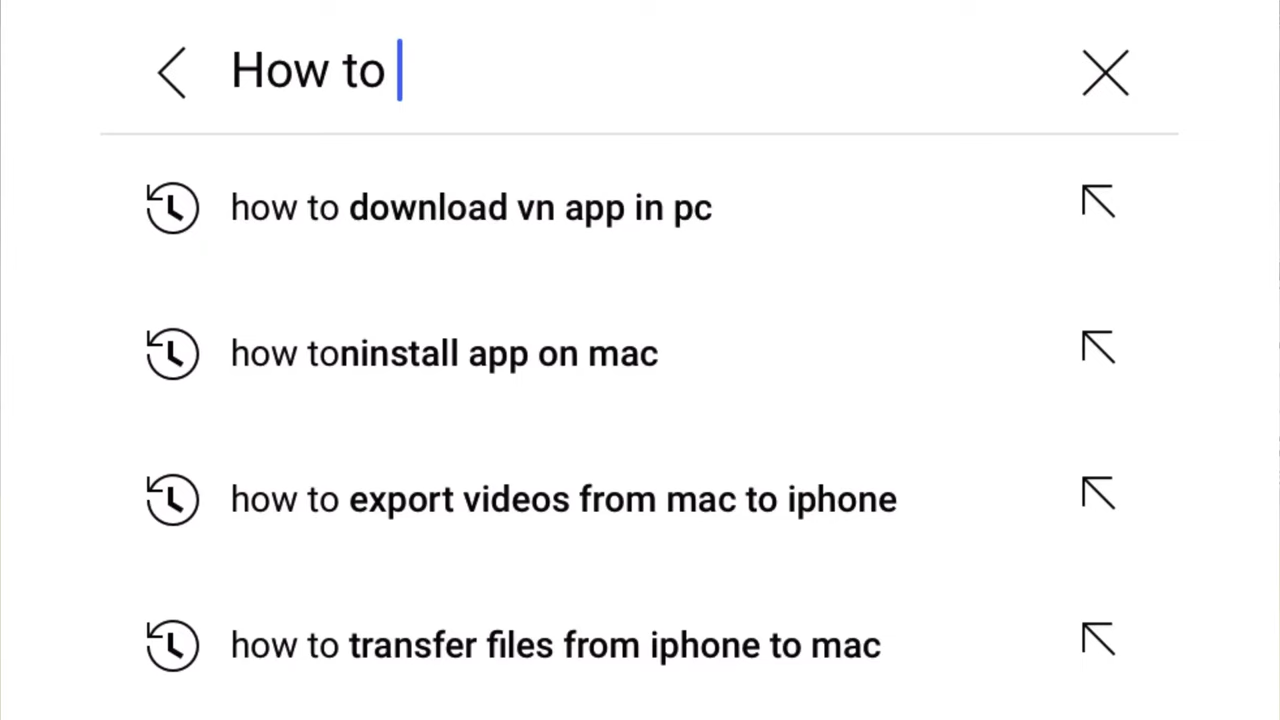 How to
how to download vn app in pc
how toninstall app on mac
how to export videos from mac to iphone
how to transfer files from iphone to mac